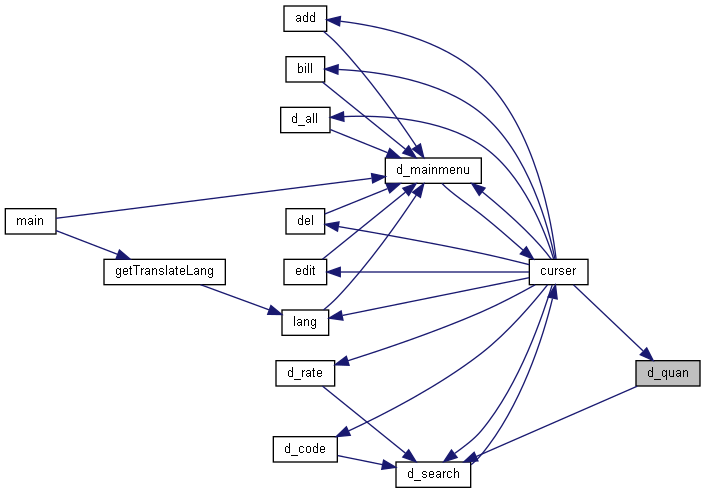 add
bill
d_all
d_mainmenu
main
del
getTranslateLang
edit
curser
lang
d_rate
d_quan
d_code
d_search